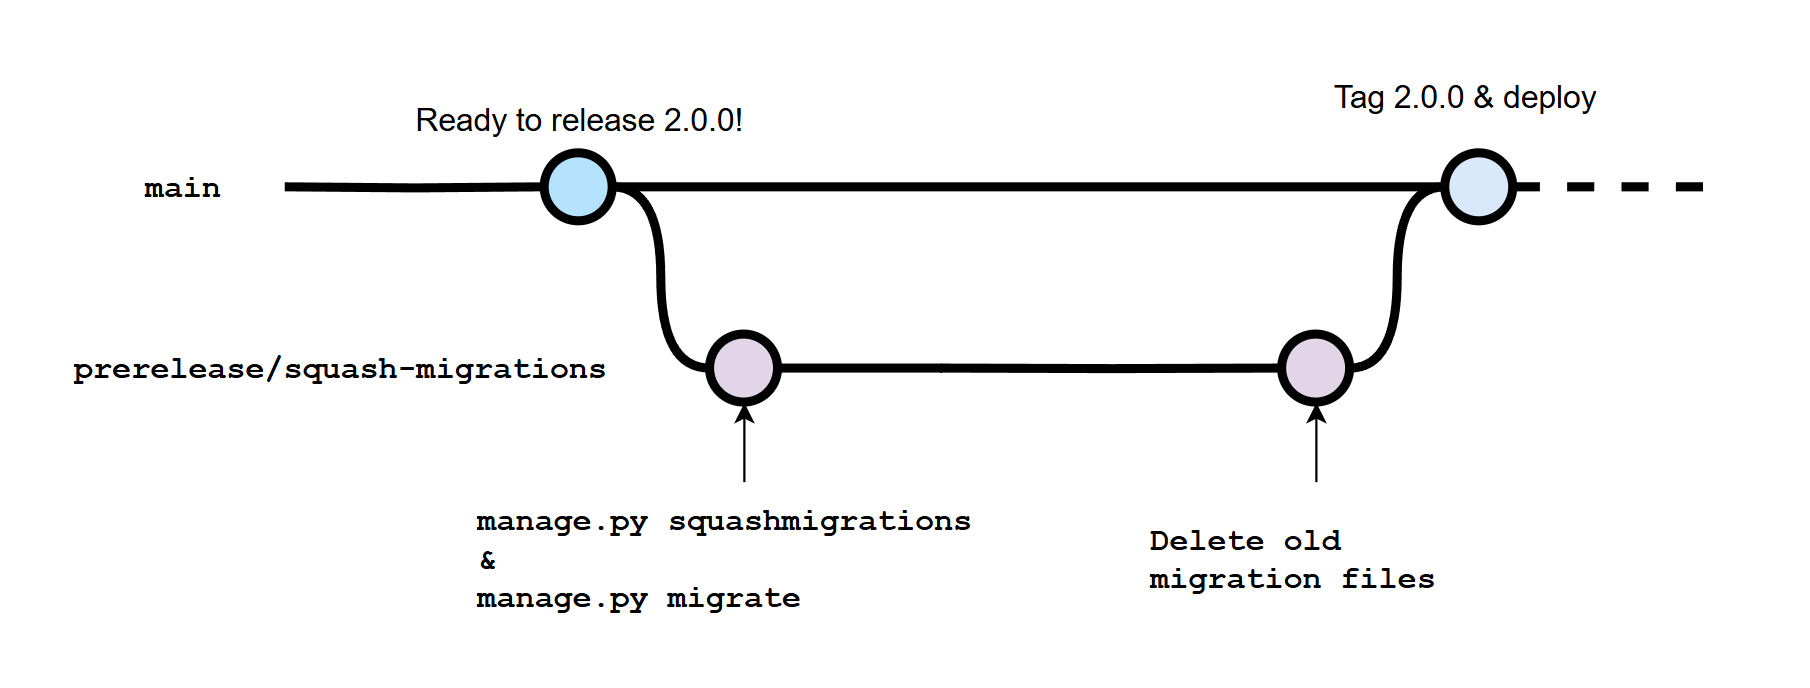 Ready to release 2.0.0!
Tag 2.0.0 & deploy
main
prerelease/squash-migrations
manage.py squashmigrations
&
manage.py migrate
Delete old
migration files